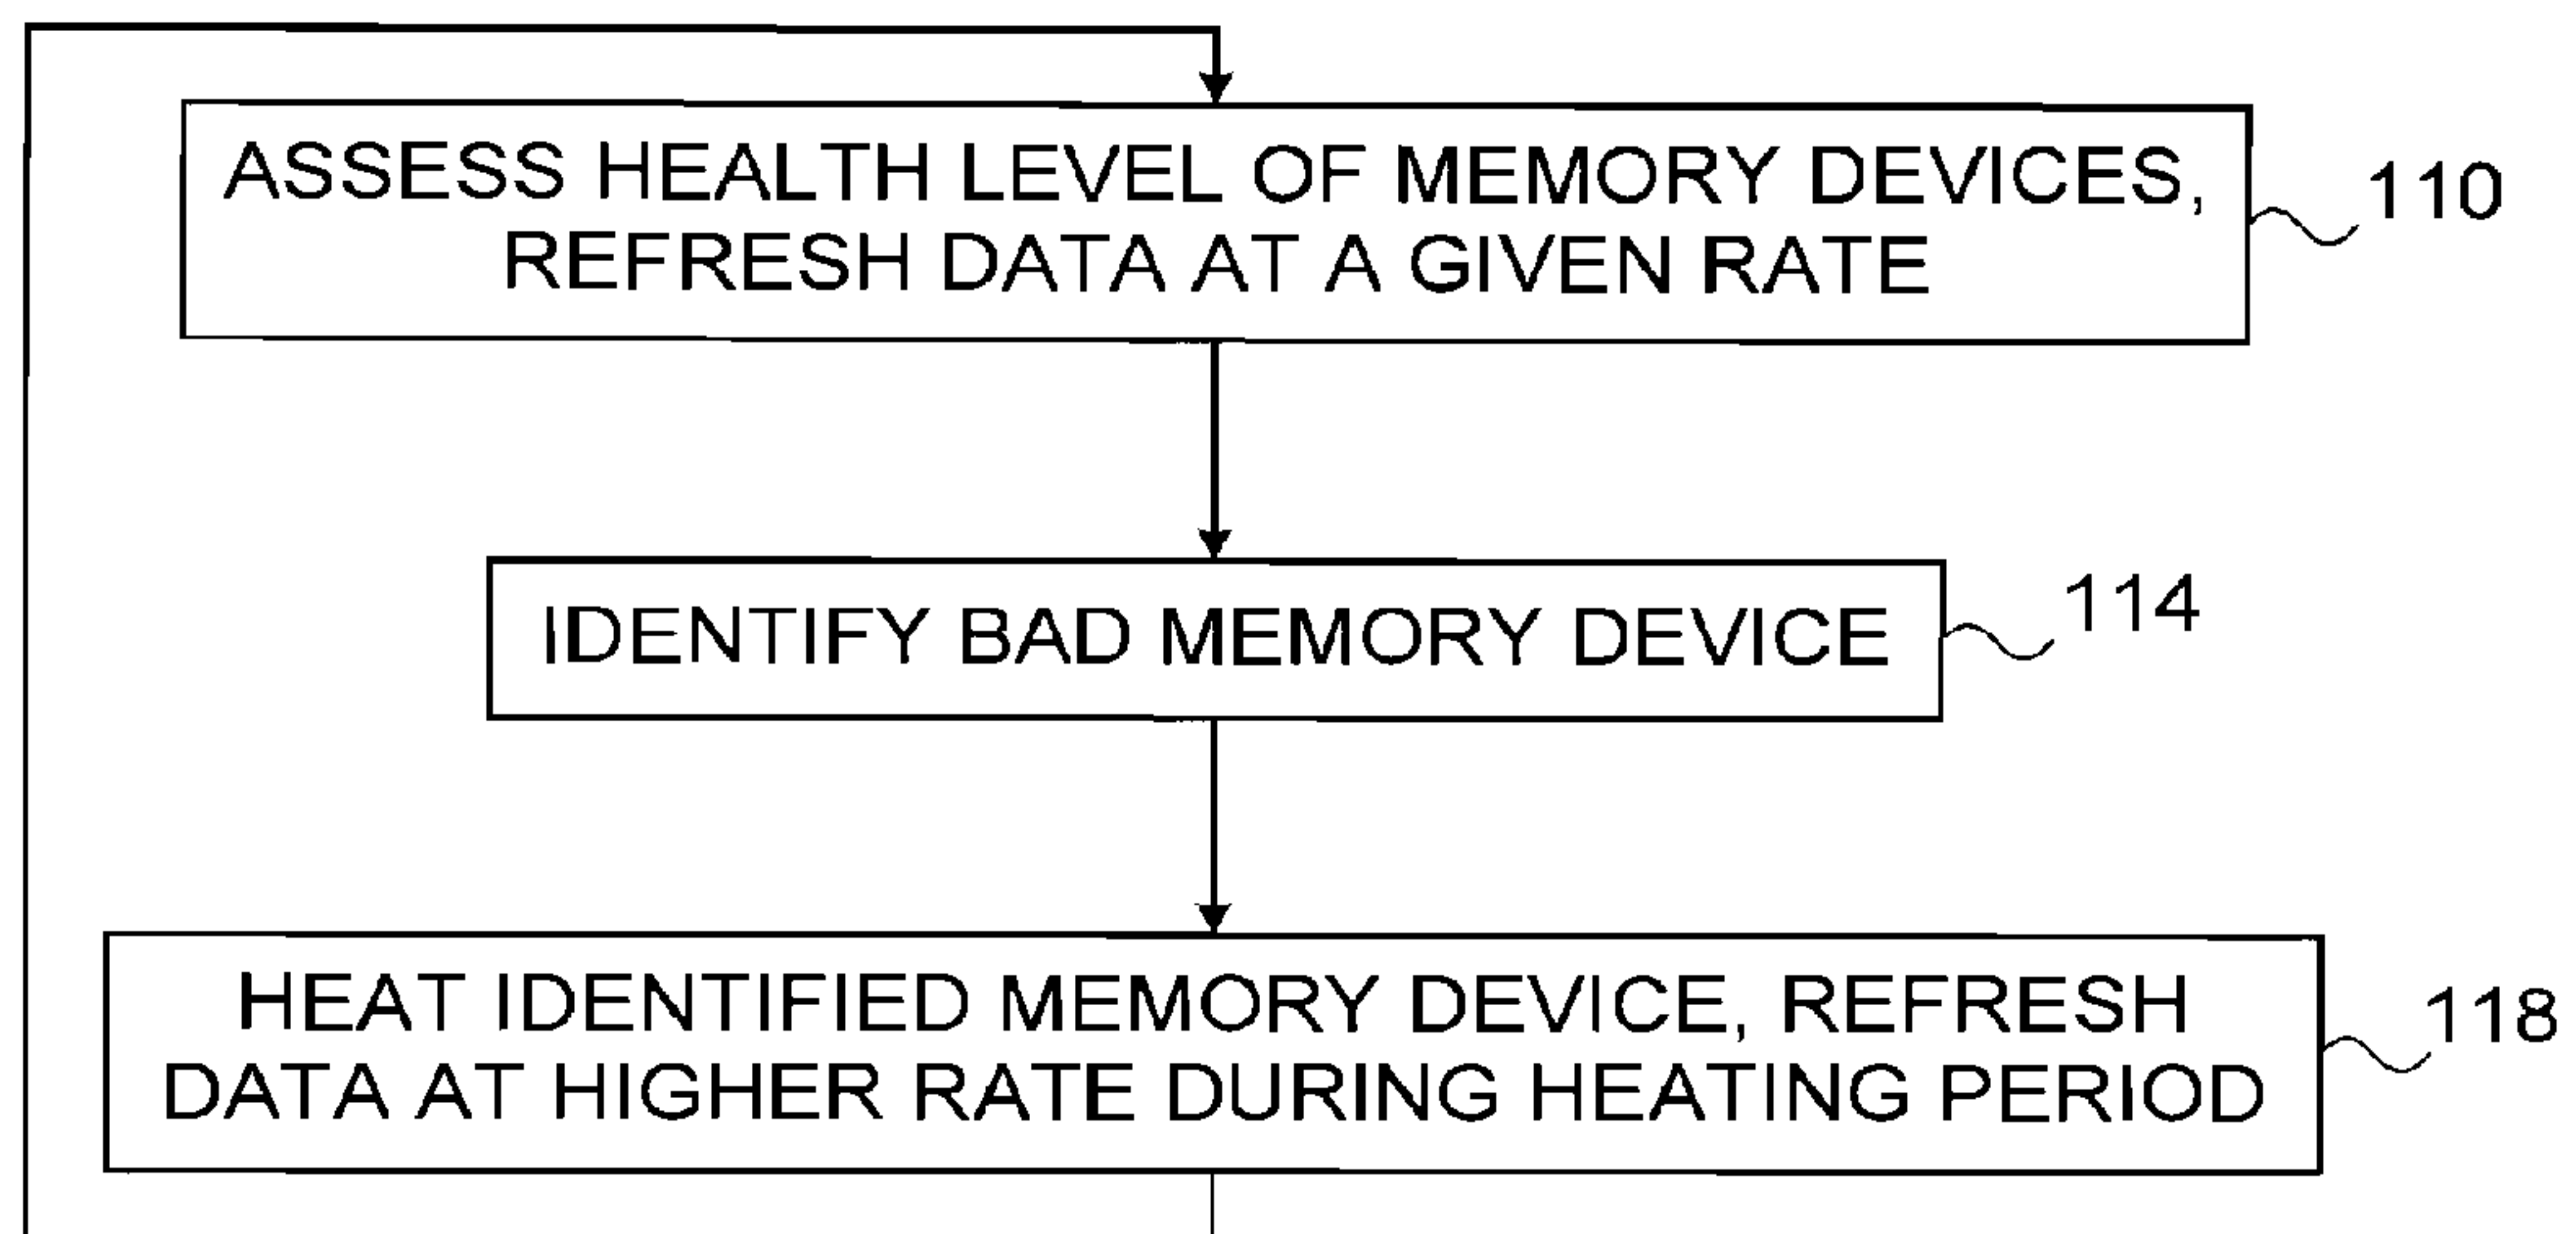 ASSESS HEALTH LEVEL OF MEMORY DEVICES,
REFRESH DATA AT A GIVEN RATE
110
IDENTIFY BAD MEMORY DEVICE
114
HEAT IDENTIFIED MEMORY DEVICE, REFRESH
DATA AT HIGHER RATE DURING HEATING PERIOD
118